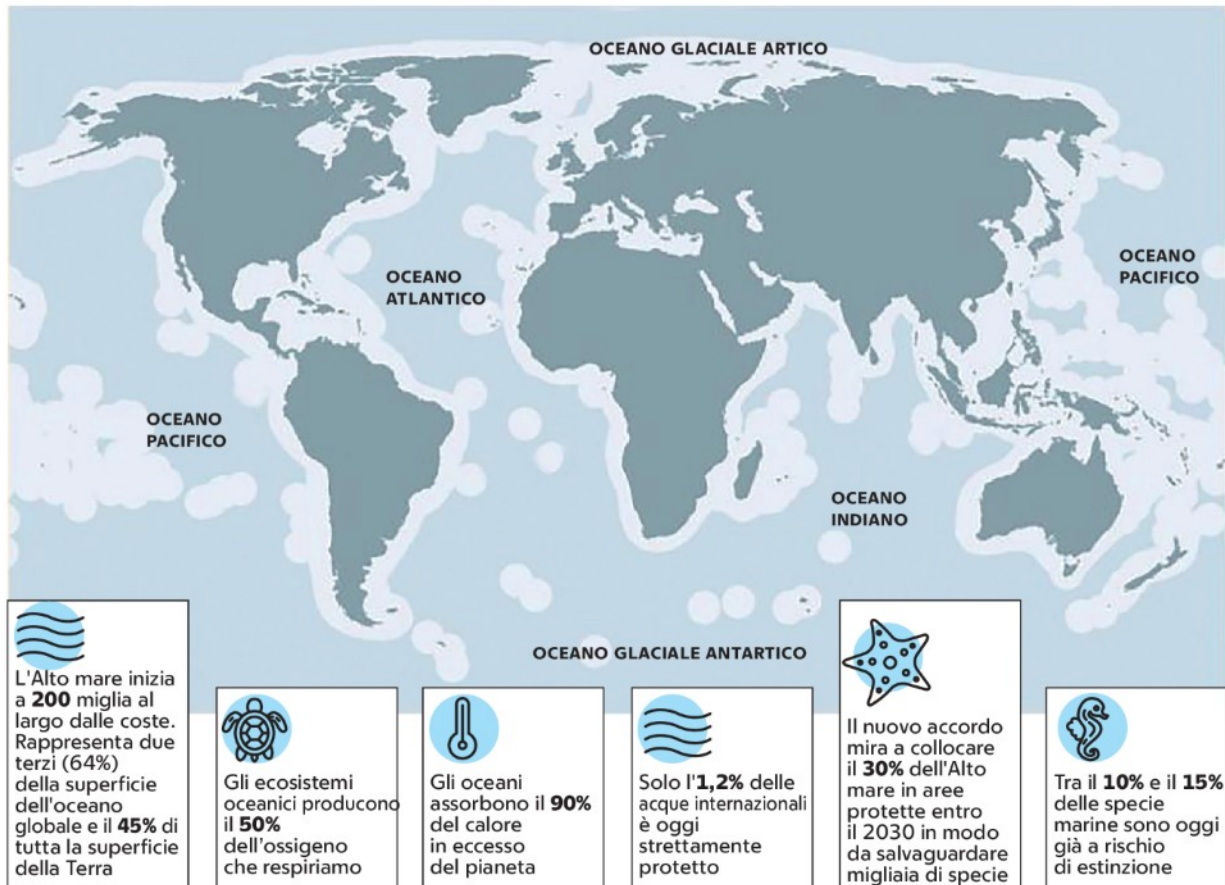 OCEANO GLACIALE ARTICO
OCEANO
ATLANTICO
OCEANO
PACIFICO
OCEANO
PACIFICO
OCEANO
INDIANO
OCEANO GLACIALE ANTARTICO
L'Alto mare inizia
a 200 miglia al
largo dalle coste.
Rappresenta due
terzi (64%)
della superficie
dell'oceano
globale e il 45% di
tutta la superficie
della Terra
Gli ecosistemi
oceanici producono
il 50%
dell'ossigeno
che respiriamo
Gli oceani
assorbono il 90%
del calore
in eccesso
del pianeta
Solo l'1,2% delle
acque internazionali
è oggi
strettamente
protetto
Il nuovo accordo
mira a collocare
il 30% dell'Alto
mare in aree
protette entro
il 2030 in modo
da salvaguardare
migliaia di specie
Tra il 10% e il 15%
delle specie
marine sono oggi
già a rischio
di estinzione